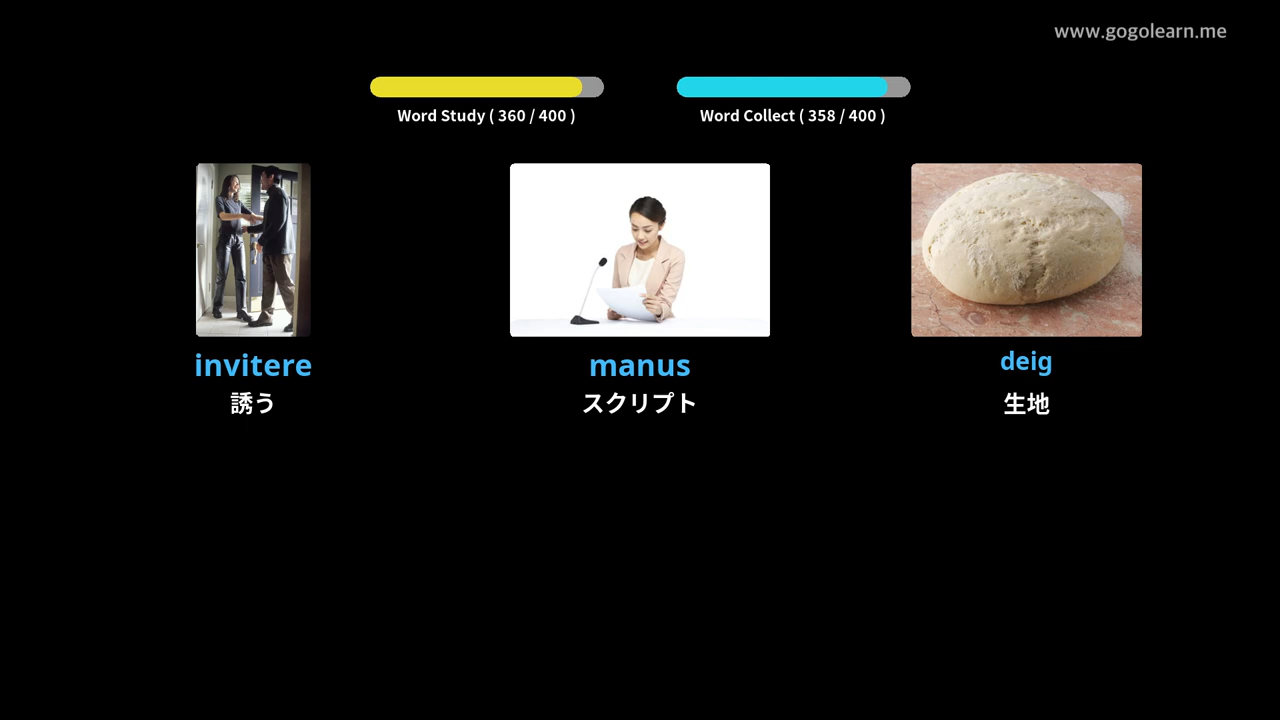 www.gogolearn.me
Word Study ( 360 / 400 )
Word Collect ( 358 / 400 )
invitere
誘う
manus
スクリプト
deig
生地